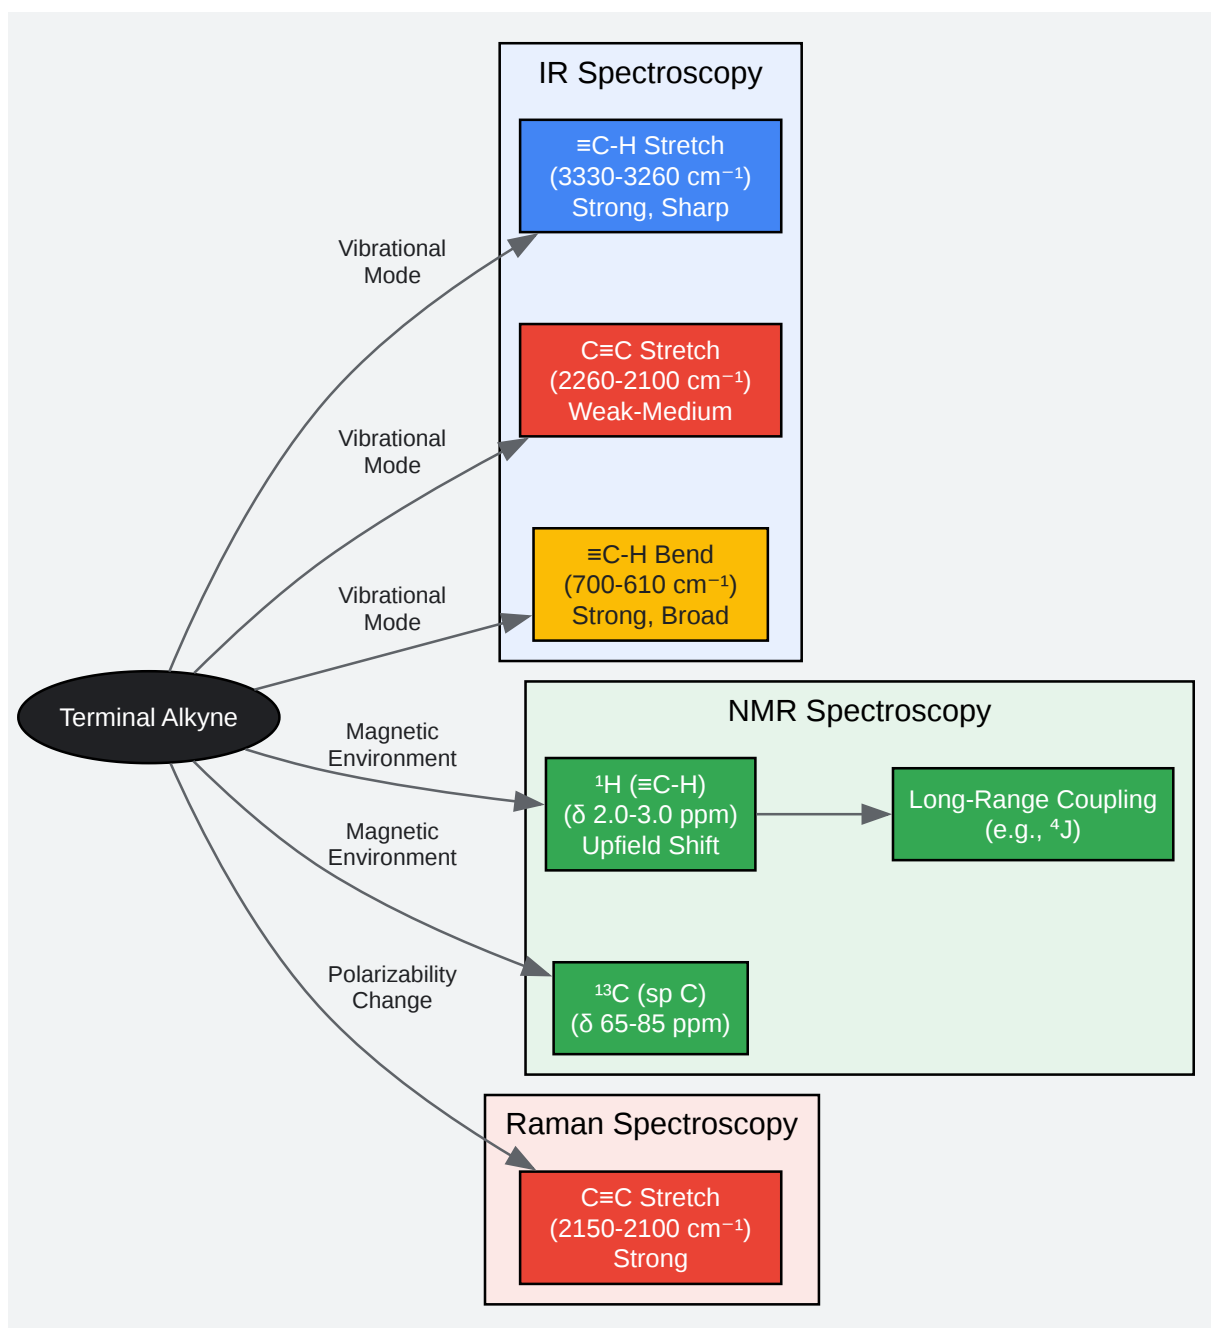 IR Spectroscopy
≡C-H Stretch
(3330-3260 cm⁻¹)
Strong, Sharp
Vibrational
Mode
C≡C Stretch
(2260-2100 cm⁻¹)
Weak-Medium
Vibrational
Mode
≡C-H Bend
(700-610 cm⁻¹)
Strong, Broad
Vibrational
Mode
Terminal Alkyne
NMR Spectroscopy
Magnetic
Environment
¹H (≡C-H)
(δ 2.0-3.0 ppm)
Upfield Shift
Long-Range Coupling
(e.g., ⁴J)
Magnetic
Environment
¹³C (sp C)
(δ 65-85 ppm)
Polarizability
Change
Raman Spectroscopy
C≡C Stretch
(2150-2100 cm⁻¹)
Strong